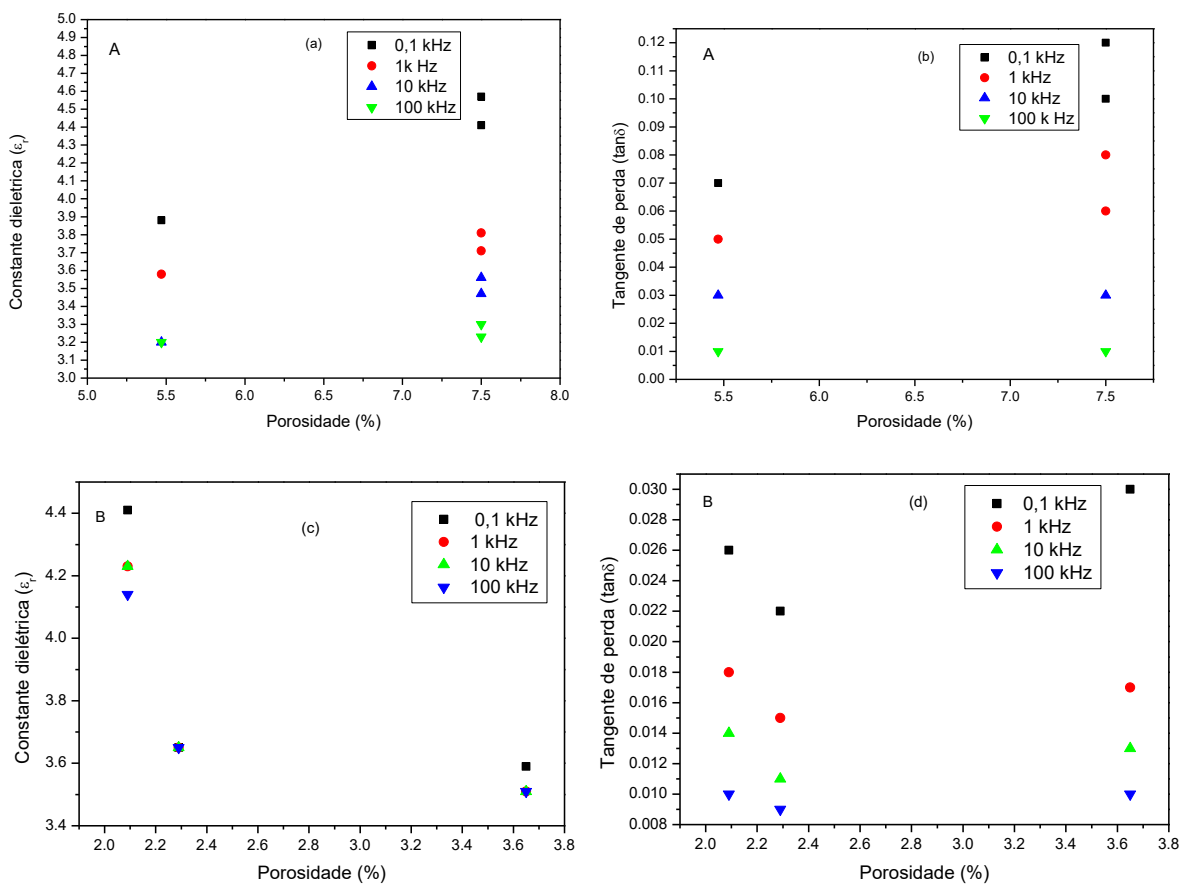 A
(a)
0,1 kHz
1k Hz
10 kHz
100 kHz
Constante dieletrica (εr)
5.0
4.9
4.8
4.7
4.6
4.5
4.4
4.3
4.2
4.1
4.0
3.9
3.8
3.7
3.6
3.5
3.4
3.3
3.2
3.1
3.0
5.0 5.5 6.0 6.5 7.0 7.5 8.0
Porosidade (%)
A
(b)
0,1 kHz
1 kHz
10 kHz
100 k Hz
Tangente de perda (tanδ)
0.12
0.11
0.10
0.09
0.08
0.07
0.06
0.05
0.04
0.03
0.02
0.01
0.00
5.5 6.0 6.5 7.0 7.5
Porosidade (%)
B
(c)
0,1 kHz
1 kHz
10 kHz
100 kHz
Constante dielétrica (εr)
4.4
4.2
4.0
3.8
3.6
3.4
2.0 2.2 2.4 2.6 2.8 3.0 3.2 3.4 3.6 3.8
Porosidade (%)
B
(d)
0,1 kHz
1 kHz
10 kHz
100 kHz
Tangente de perda (tanδ)
0.030
0.028
0.026
0.024
0.022
0.020
0.018
0.016
0.014
0.012
0.010
0.008
2.0 2.2 2.4 2.6 2.8 3.0 3.2 3.4 3.6 3.8
Porosidade (%)